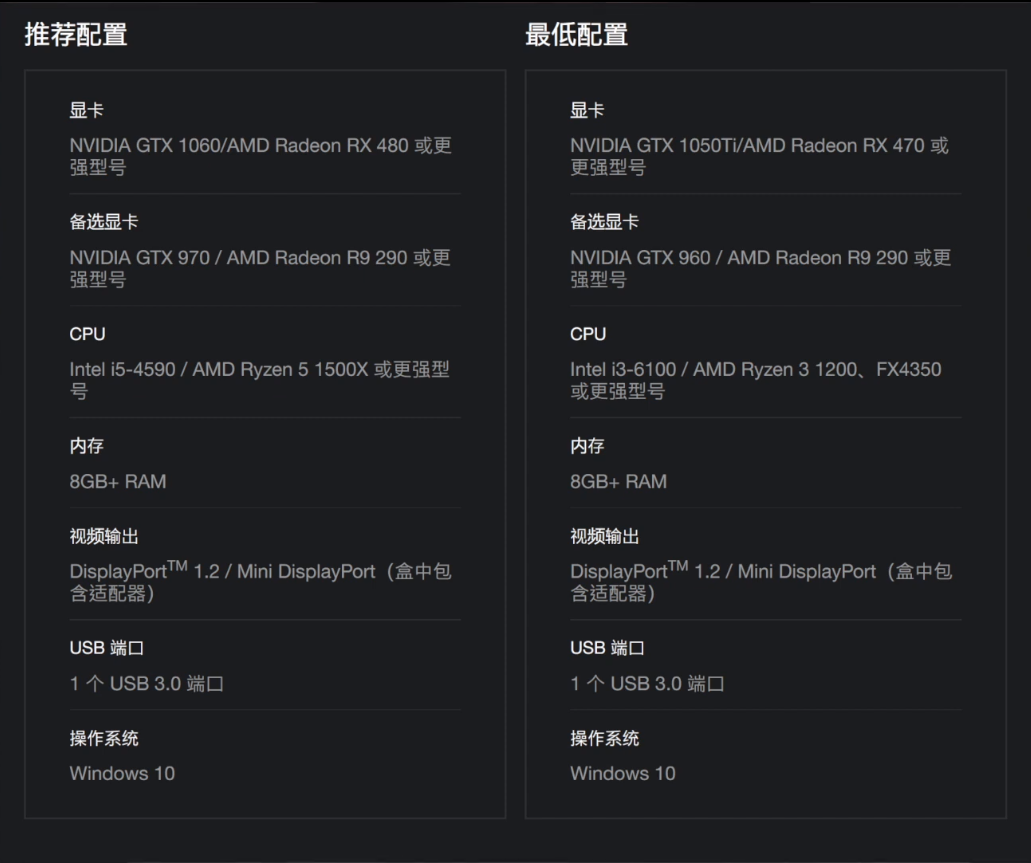 推荐配置
显卡
NVIDIA GTX 1060/AMD Radeon RX 480 或更
强型号
备选显卡
NVIDIA GTX 970 / AMD Radeon R9 290 或更
强型号
CPU
Intel i5-4590 / AMD Ryzen 5 1500X 或更强型
号
内存
8GB+ RAM
视频输出
DisplayPort™ 1.2 / Mini DisplayPort（盒中包
含适配器）
USB 端口
1 个 USB 3.0 端口
操作系统
Windows 10
最低配置
显卡
NVIDIA GTX 1050Ti/AMD Radeon RX 470 或
更强型号
备选显卡
NVIDIA GTX 960 / AMD Radeon R9 290 或更
强型号
CPU
Intel i3-6100 / AMD Ryzen 3 1200、FX4350
或更强型号
内存
8GB+ RAM
视频输出
DisplayPort™ 1.2 / Mini DisplayPort（盒中包
含适配器）
USB 端口
1 个 USB 3.0 端口
操作系统
Windows 10